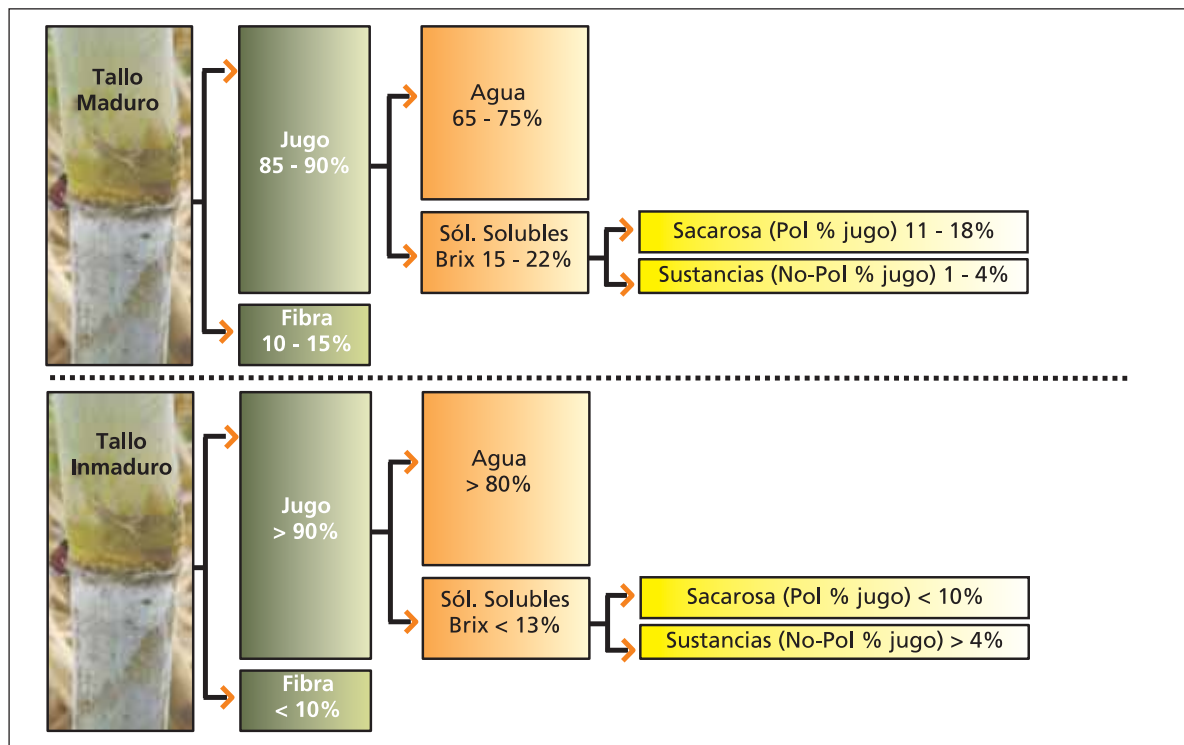 Tallo
Maduro
Jugo
85 - 90%
Fibra
10 - 15%
Agua
65 - 75%
Sól. Solubles
Brix 15 - 22%
Sacarosa (Pol % jugo) 11 - 18%
Sustancias (No-Pol % jugo) 1 - 4%
Tallo
Inmaduro
Jugo
> 90%
Fibra
< 10%
Agua
> 80%
Sól. Solubles
Brix < 13%
Sacarosa (Pol % jugo) < 10%
Sustancias (No-Pol % jugo) > 4%